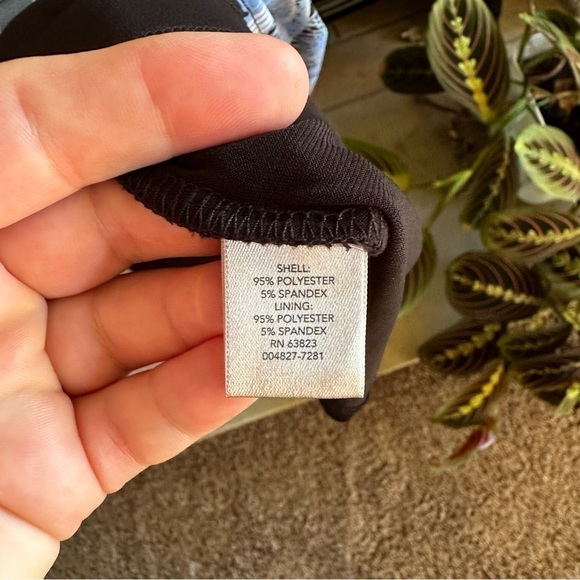 SHELL:
95% POLYESTER
5% SPANDEX
LINING:
95% POLYESTER
5% SPANDEX
RN 63823
004827-7281